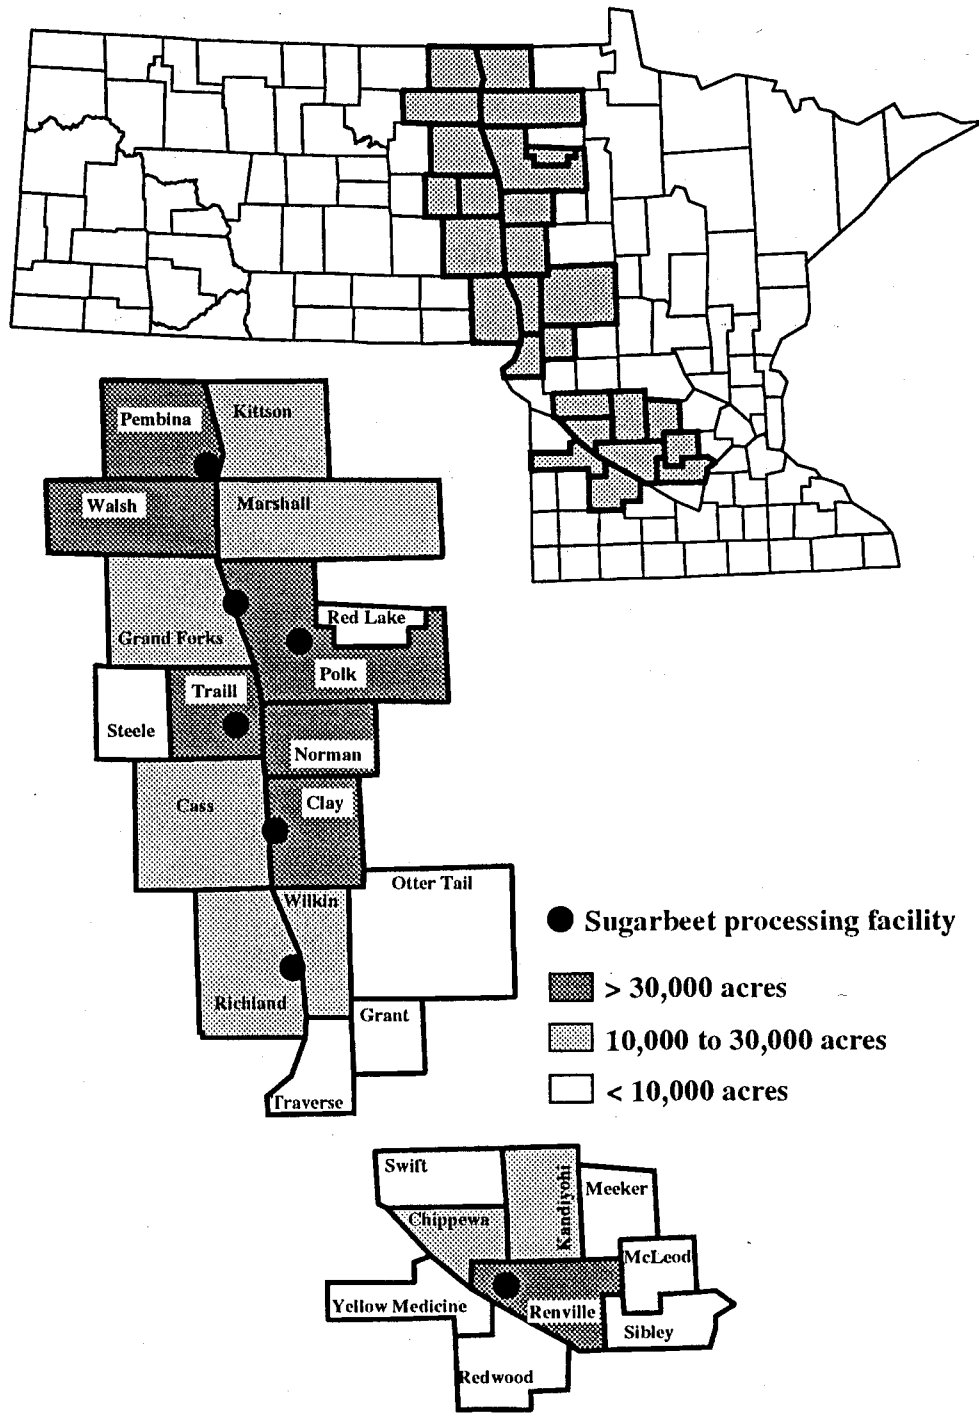 Pembina
Kittson
Walsh
Marshall
Grand Forks
Red Lake
Polk
Traill
Steele
Norman
Cass
Clay
Otter Tail
Wilkin
Richland
Grant
Traverse
Sugarbeet processing facility
> 30,000 acres
10,000 to 30,000 acres
< 10,000 acres
Swift
Kandiyohi
Meeker
Chippewa
McLeod
Yellow Medicine
Renville
Sibley
Redwood